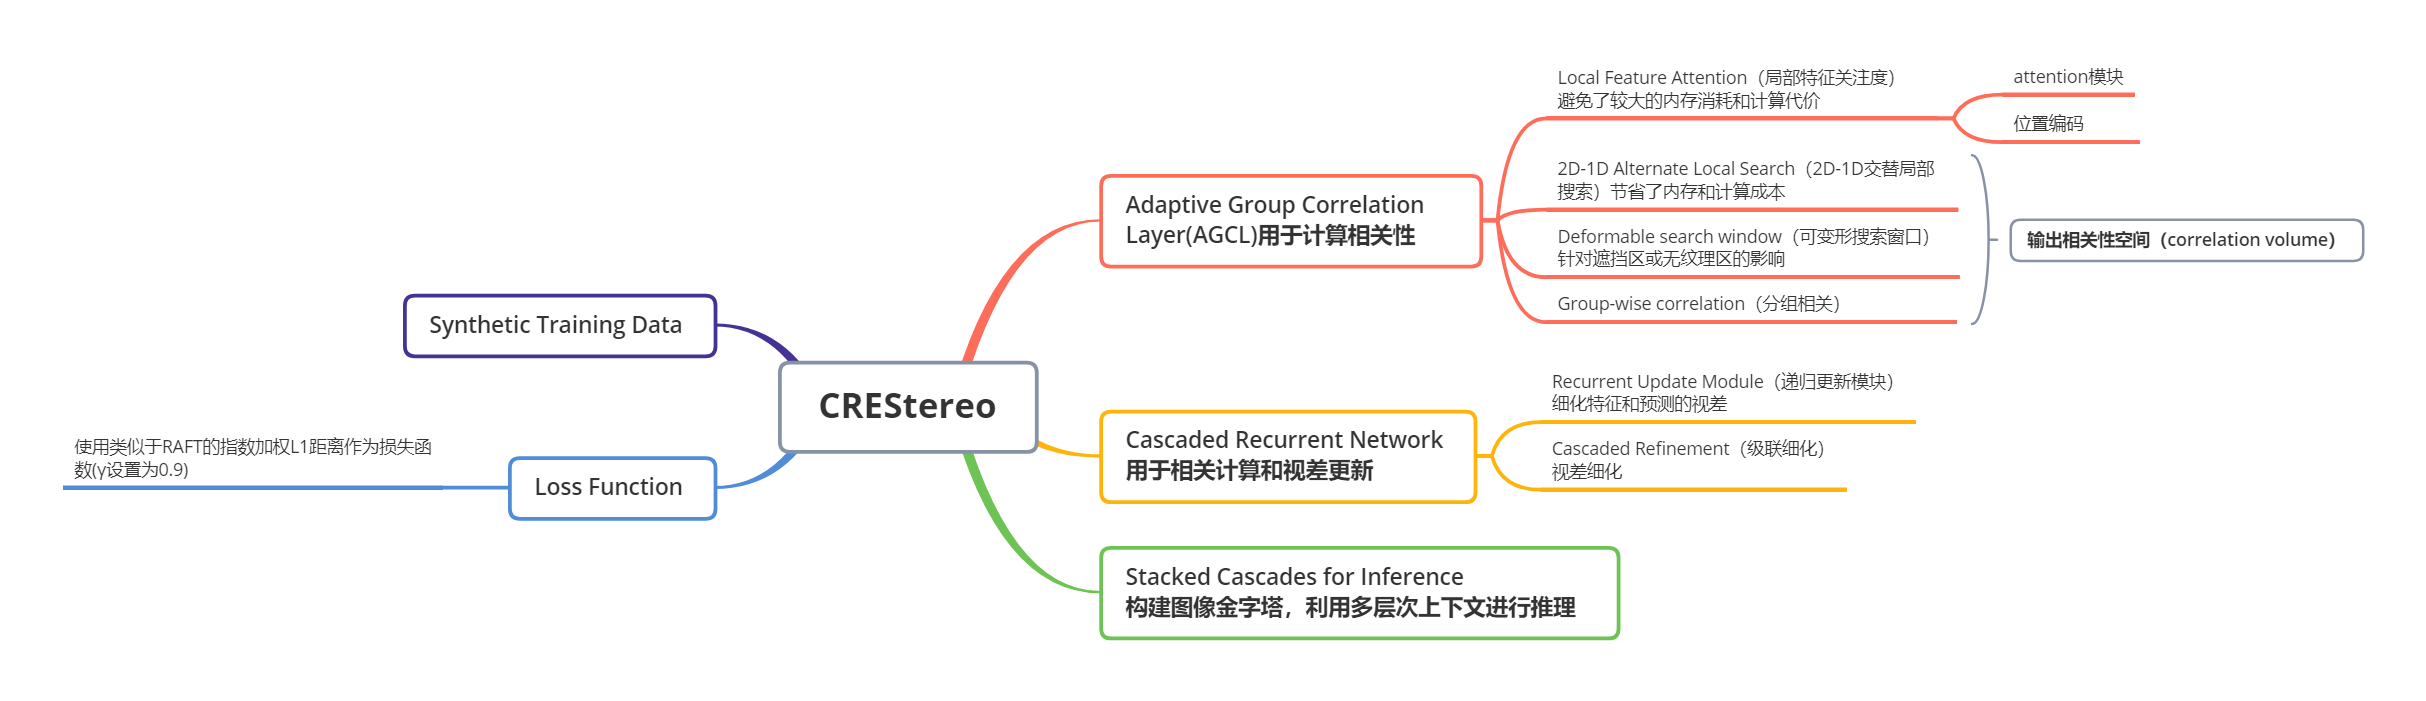 CREStereo
Adaptive Group Correlation
Layer(AGCL)用于计算相关性
Local Feature Attention（局部特征关注度）
避免了较大的内存消耗和计算代价
attention模块
位置编码
2D-1D Alternate Local Search（2D-1D交替局部
搜索）节省了内存和计算成本
Deformable search window（可变形搜索窗口）
针对遮挡区或无纹理区的影响
Group-wise correlation（分组相关）
输出相关性空间（correlation volume）
Cascaded Recurrent Network
用于相关计算和视差更新
Recurrent Update Module（递归更新模块）
细化特征和预测的视差
Cascaded Refinement（级联细化）
视差细化
Stacked Cascades for Inference
构建图像金字塔，利用多层次上下文进行推理
Synthetic Training Data
Loss Function
使用类似于RAFT的指数加权L1距离作为损失函
数(γ设置为0.9)